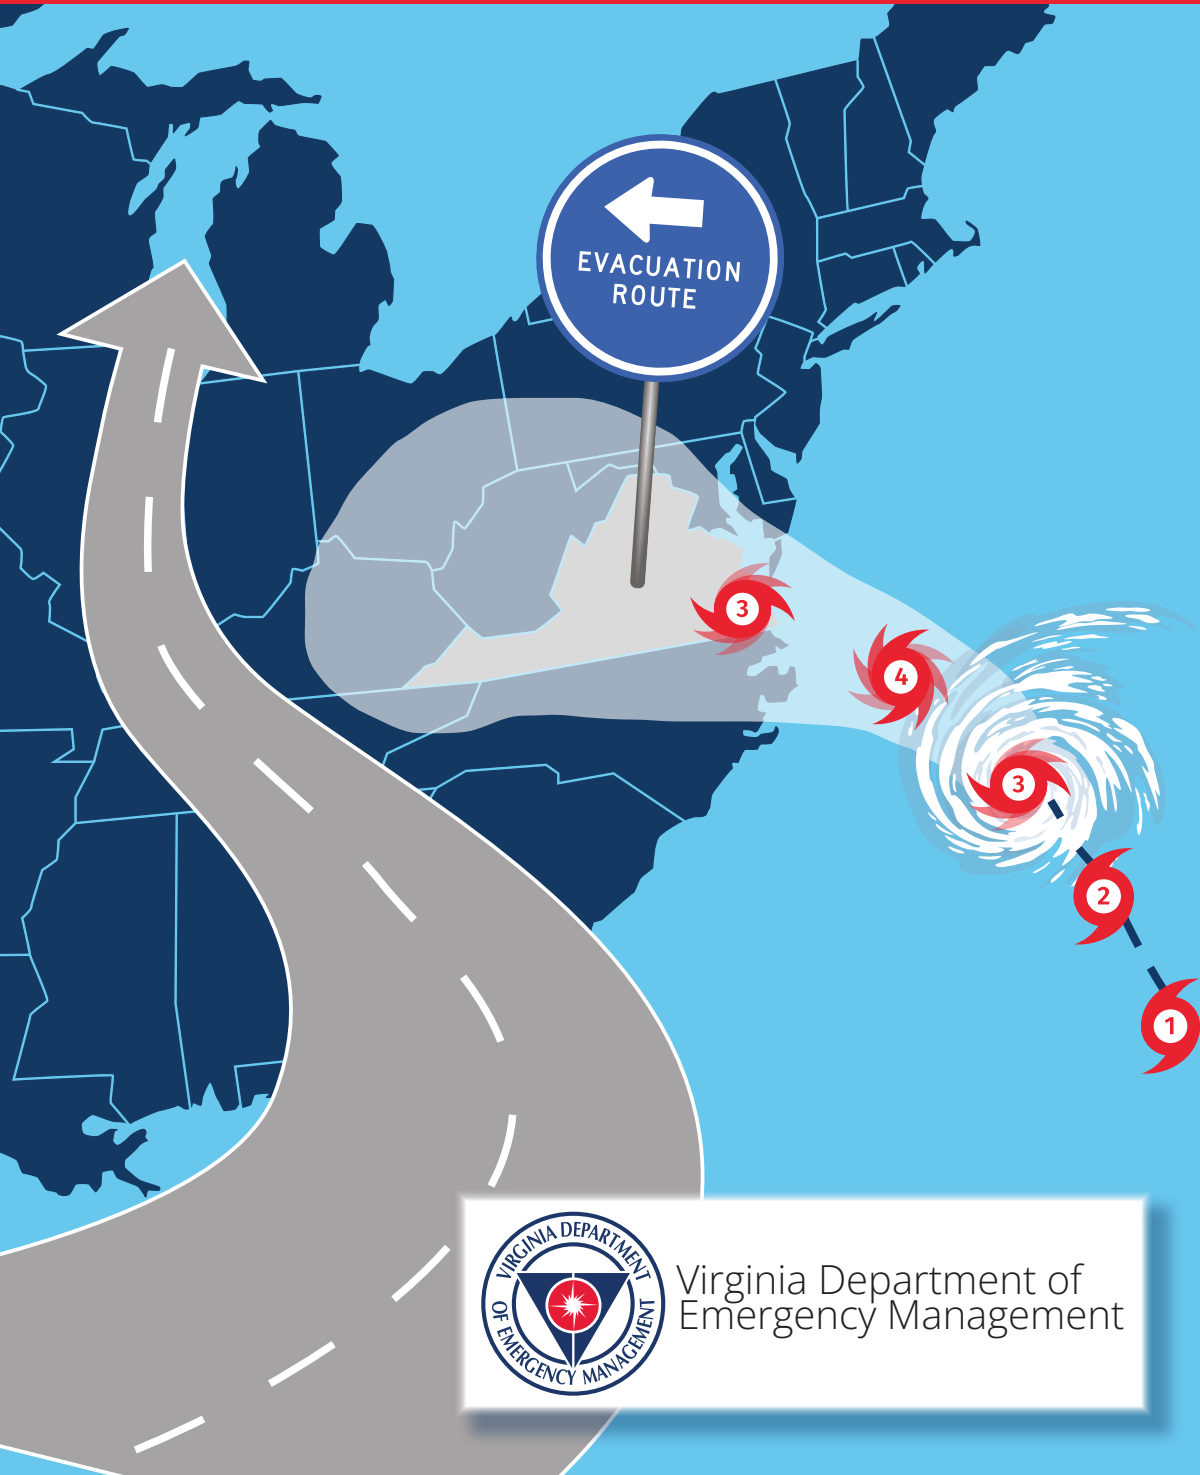 EVACUATION
ROUTE
3
4
3
2
1
VIRGINIA DEPARTMENT
OF EMERGENCY MANAGEMENT
Virginia Department of
Emergency Management